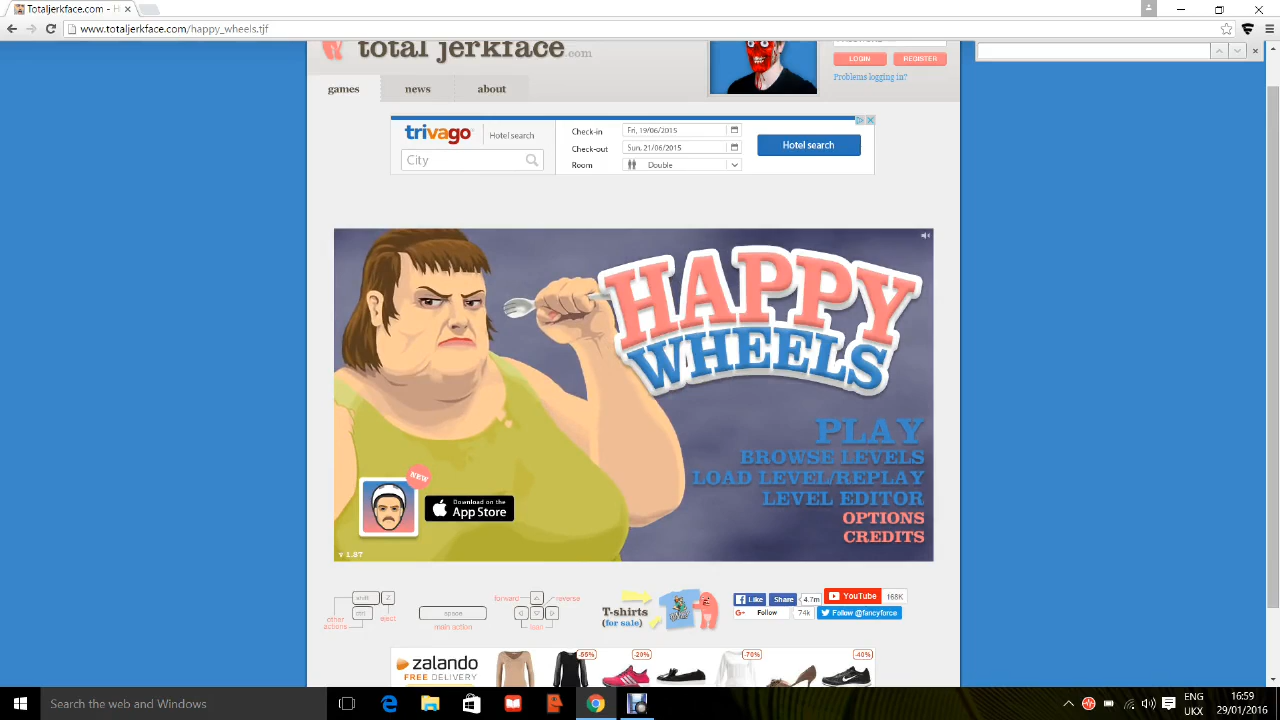 Totaljerkface.com - H
www.totaljerkface.com/happy_wheels.tjf
total jerkface.com
LOGIN
REGISTER
Problems logging in?
games
news
about
trivago
Hotel search
City
Check-in
Fri, 19/06/2015
Check-out
Sun, 21/06/2015
Room
Double
Hotel search
HAPPY
WHEELS
PLAY
BROWSE LEVELS
LOAD LEVEL/REPLAY
LEVEL EDITOR
OPTIONS
CREDITS
NEW
Download on the
App Store
v 1.87
shift
Z
ctrl
other
actions
eject
space
main action
forward
reverse
lean
T-shirts
(for sale)
Like
Share
4.7m
YouTube
168K
Follow
74k
Follow @fancyforce
zalando
FREE DELIVERY
-55%
-20%
-70%
-40%
Search the web and Windows
ENG
UKX
16:59
29/01/2016